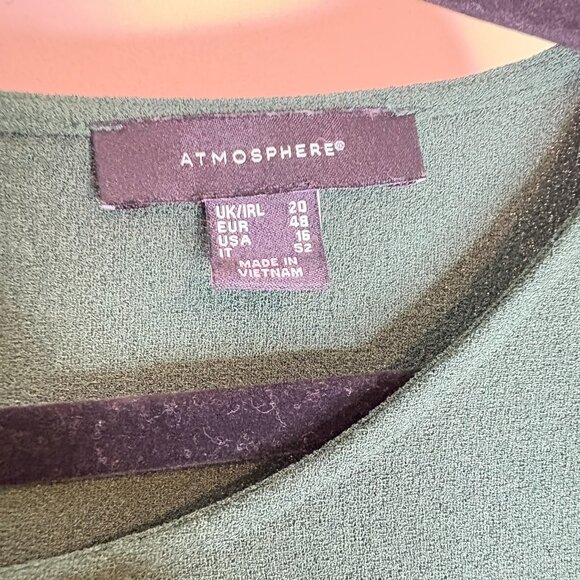 ATMOSPHERE®
UK/IRL 20
EUR 48
USA 16
IT 52
MADE IN
VIETNAM